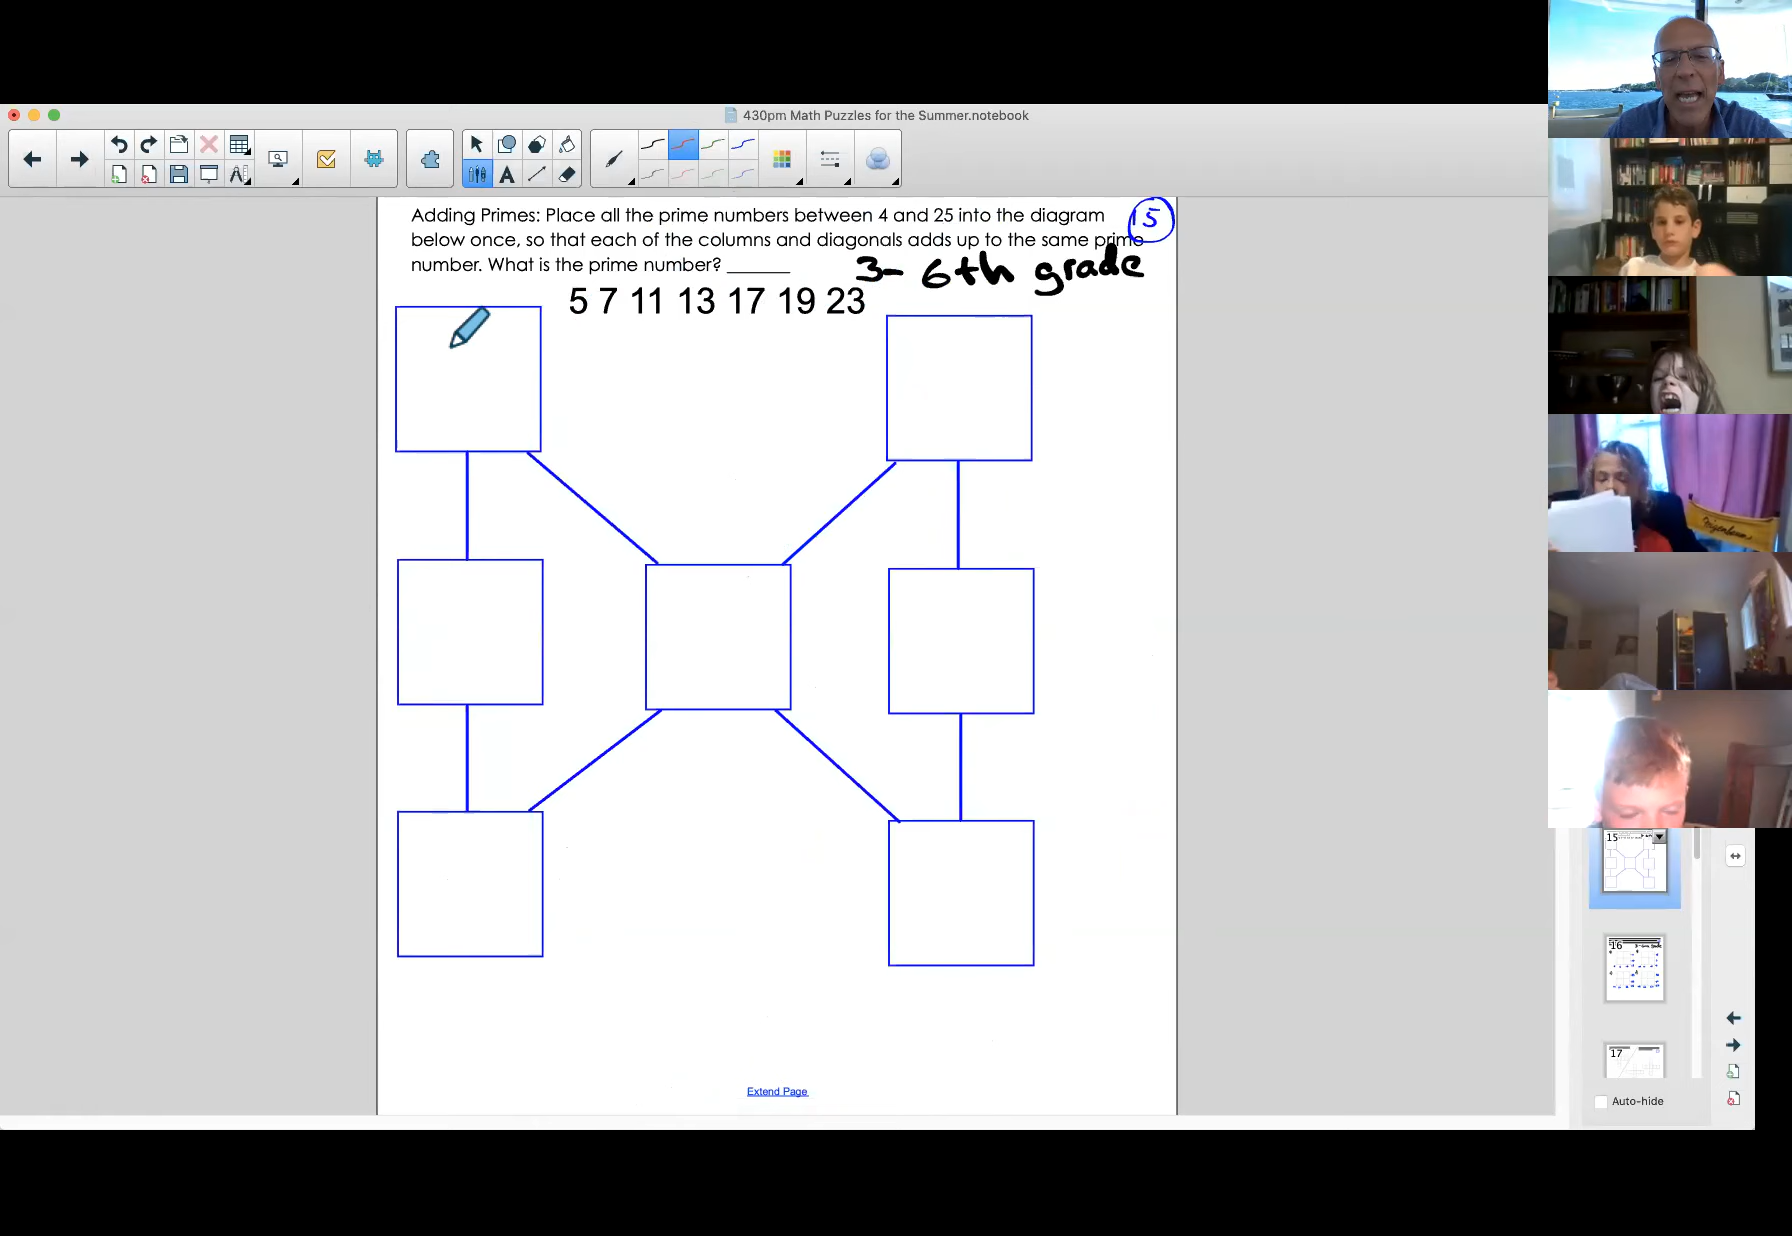 430pm Math Puzzles for the Summer.notebook
Adding Primes: Place all the prime numbers between 4 and 25 into the diagram
below once, so that each of the columns and diagonals adds up to the same prime
number. What is the prime number? ______
15
3- 6th grade
5 7 11 13 17 19 23
Extend Page
15
16
17
Auto-hide